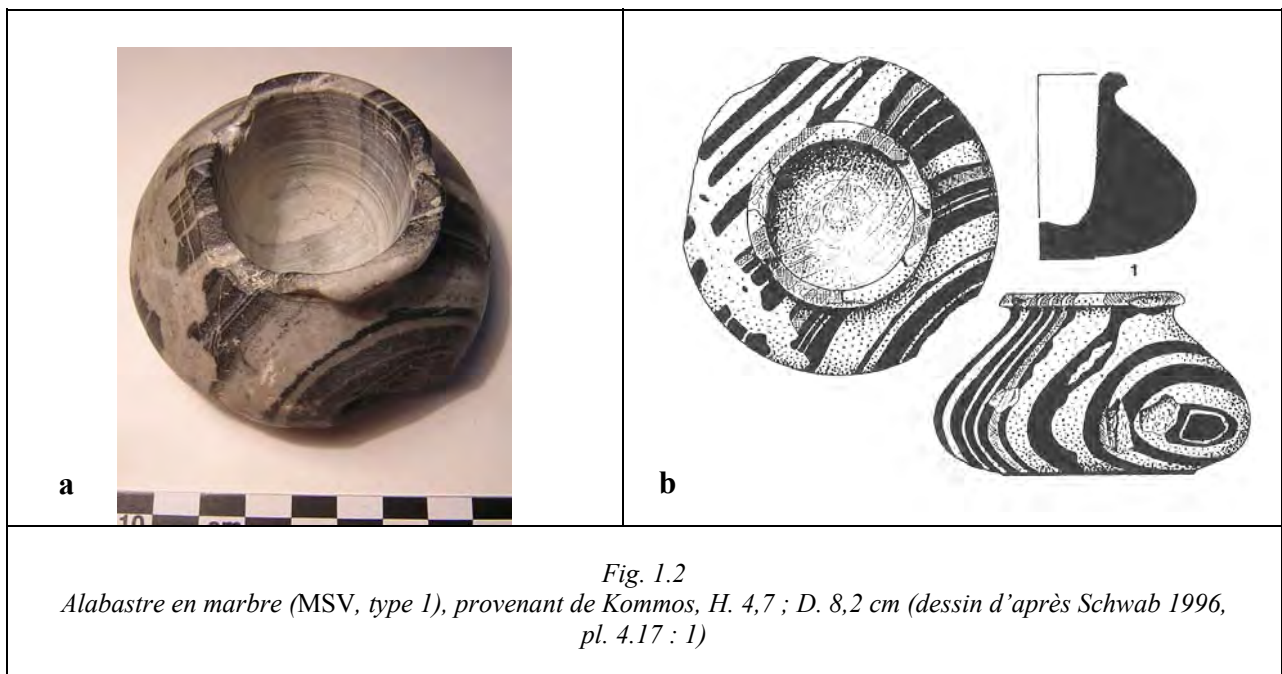 a
10 cm
b
1
Fig. 1.2
Alabastre en marbre (MSV, type 1), provenant de Kommos, H. 4,7 ; D. 8,2 cm (dessin d’après Schwab 1996,
pl. 4.17 : 1)